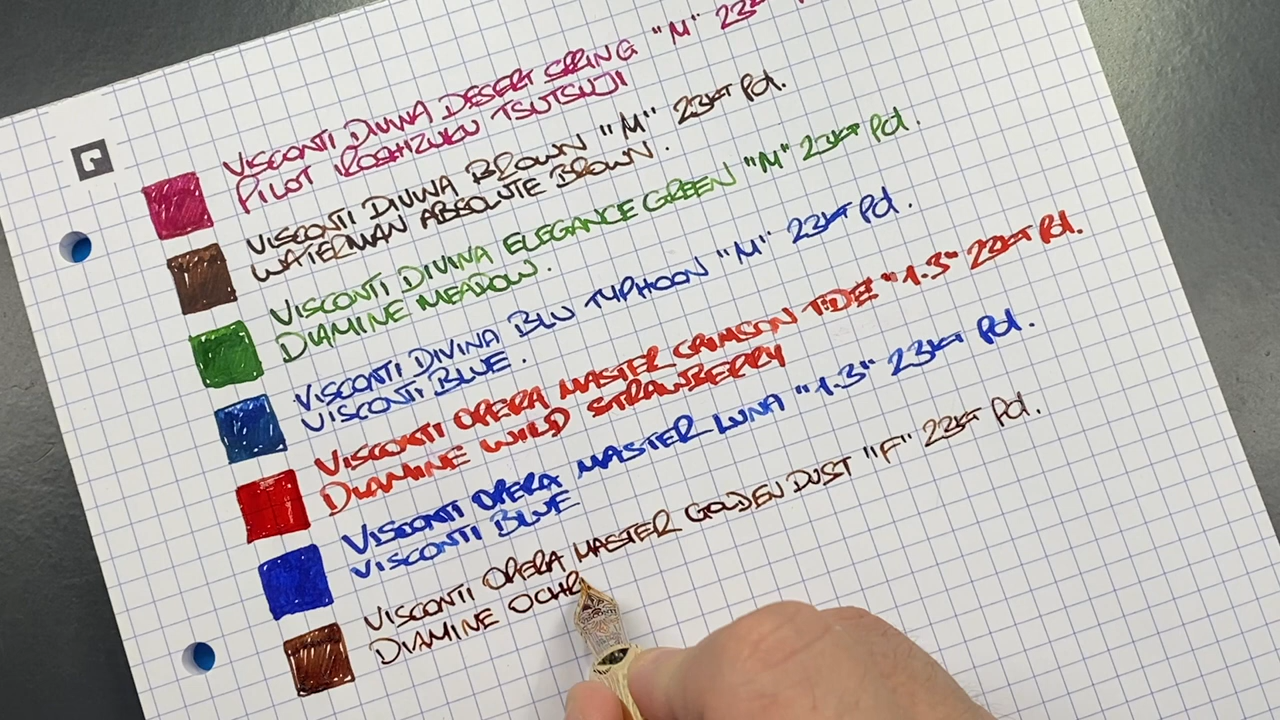 VISCONTI DIVINA DESERT SPRING "M" 23KT
PILOT IROSHIZUKU TSUTSUJI
VISCONTI DIVINA BROWN "M" 23KT Pd.
WATERMAN ABSOLUTE BROWN.
VISCONTI DIVINA ELEGANCE GREEN "M" 23KT Pd.
DIAMINE MEADOW.
VISCONTI DIVINA BLU TYPHOON "M" 23KT Pd.
VISCONTI BLUE.
VISCONTI OPERA MASTER CRIMSON TIDE "1.3" 23KT Pd.
DIAMINE WILD STRAWBERRY
VISCONTI OPERA MASTER LUNA "1.3" 23KT Pd.
VISCONTI BLUE
VISCONTI OPERA MASTER GOLDEN DUST "F" 23KT Pd.
DIAMINE OCHR